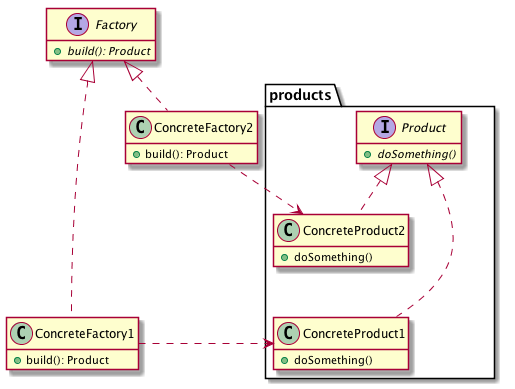 I Factory
build(): Product
products
C ConcreteFactory2
build(): Product
I Product
doSomething()
C ConcreteProduct2
doSomething()
C ConcreteFactory1
build(): Product
C ConcreteProduct1
doSomething()